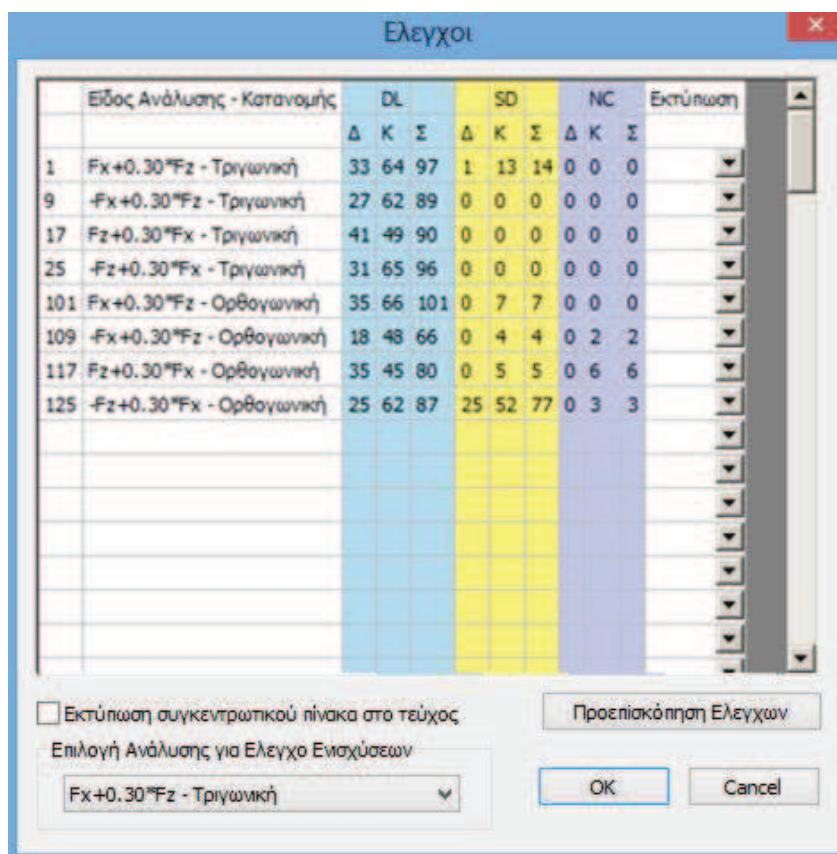 Ελεγχοι
Είδος Ανάλυσης - Κατανομής DL SD NC Εκτύπωση
Δ Κ Σ Δ Κ Σ Δ Κ Σ
1 Fx+0.30*Fz - Τριγωνική 33 64 97 1 13 14 0 0 0
9 -Fx+0.30*Fz - Τριγωνική 27 62 89 0 0 0 0 0 0
17 Fz+0.30*Fx - Τριγωνική 41 49 90 0 0 0 0 0 0
25 -Fz+0.30*Fx - Τριγωνική 31 65 96 0 0 0 0 0 0
101 Fx+0.30*Fz - Ορθογωνική 35 66 101 0 7 7 0 0 0
109 -Fx+0.30*Fz - Ορθογωνική 18 48 66 0 4 4 0 2 2
117 Fz+0.30*Fx - Ορθογωνική 35 45 80 0 5 5 0 6 6
125 -Fz+0.30*Fx - Ορθογωνική 25 62 87 25 52 77 0 3 3
Εκτύπωση συγκεντρωτικού πίνακα στο τεύχος
Προεπισκόπηση Ελεγχων
Επιλογή Ανάλυσης για Ελεγχο Ενισχύσεων
Fx+0.30*Fz - Τριγωνική
OK Cancel